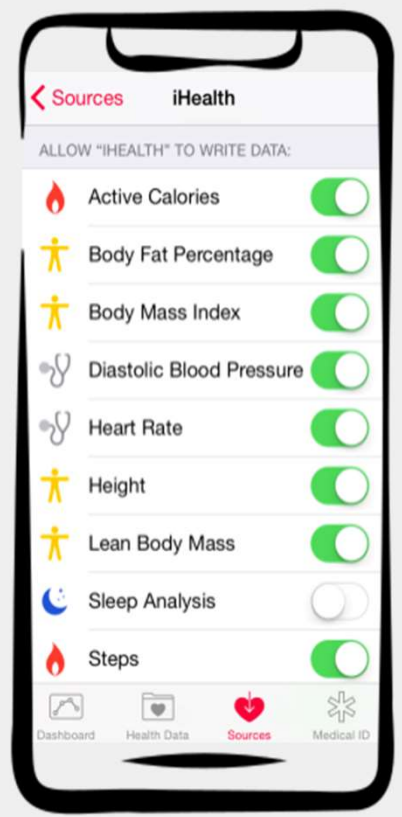 Sources
iHealth
ALLOW “IHEALTH” TO WRITE DATA:
Active Calories
Body Fat Percentage
Body Mass Index
Diastolic Blood Pressure
Heart Rate
Height
Lean Body Mass
Sleep Analysis
Steps
Dashboard
Health Data
Sources
Medical ID